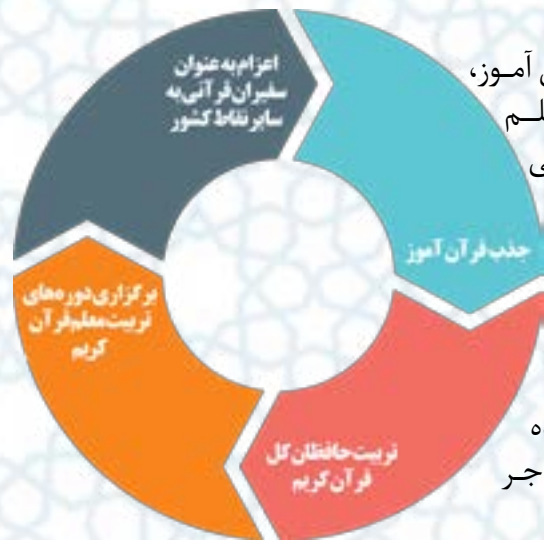 اعزام به عنوان
سفیران قرآنی به
سایر نقاط کشور
جذب قرآن آموز
تربیت حافظان کل
قرآن کریم
برگزاری دوره‌های
تربیت معلم قرآن
کریم
آمـوز،